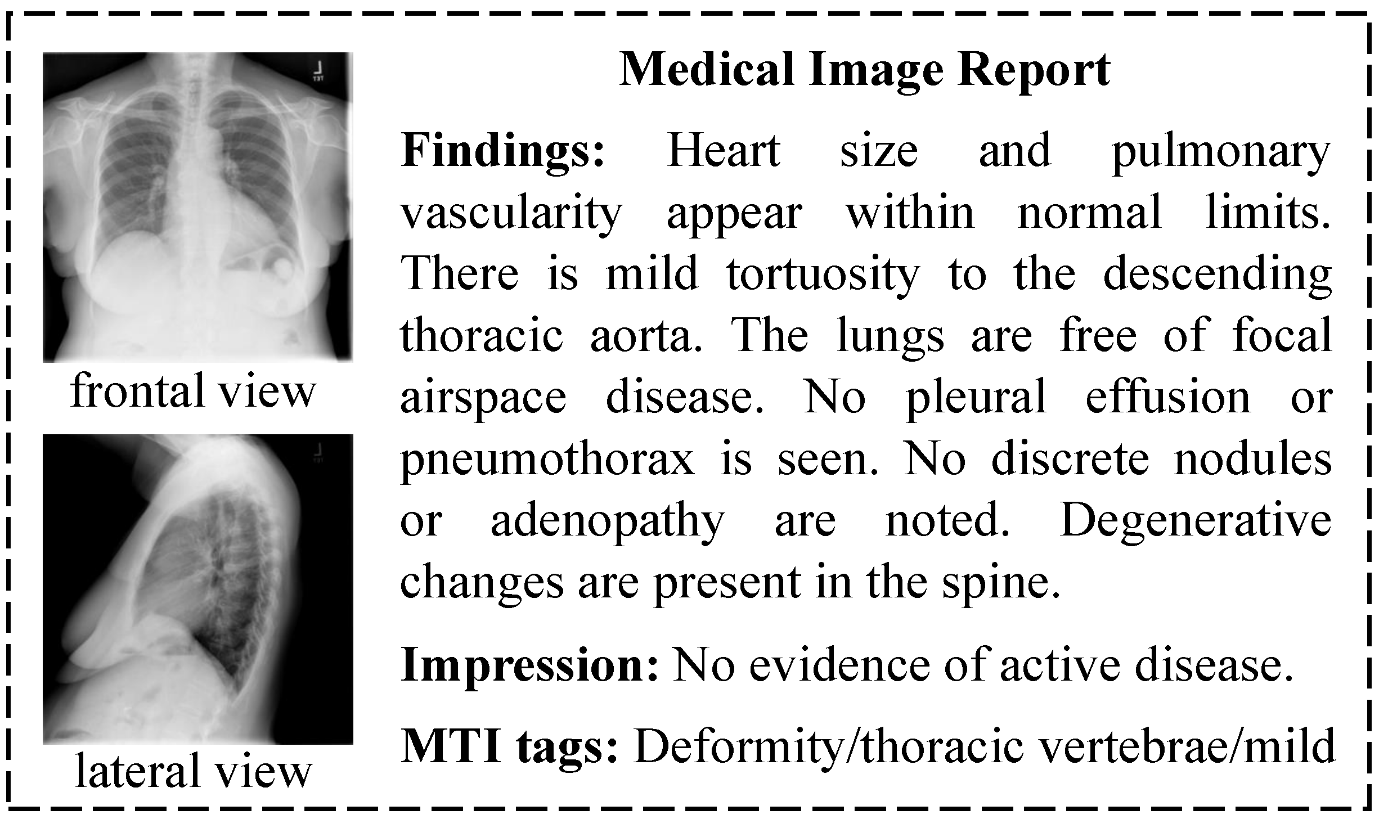 Medical Image Report
Findings: Heart size and pulmonary
vascularity appear within normal limits.
There is mild tortuosity to the descending
thoracic aorta. The lungs are free of focal
airspace disease. No pleural effusion or
pneumothorax is seen. No discrete nodules
or adenopathy are noted. Degenerative
changes are present in the spine.
Impression: No evidence of active disease.
MTI tags: Deformity/thoracic vertebrae/mild
L
frontal view
L
lateral view